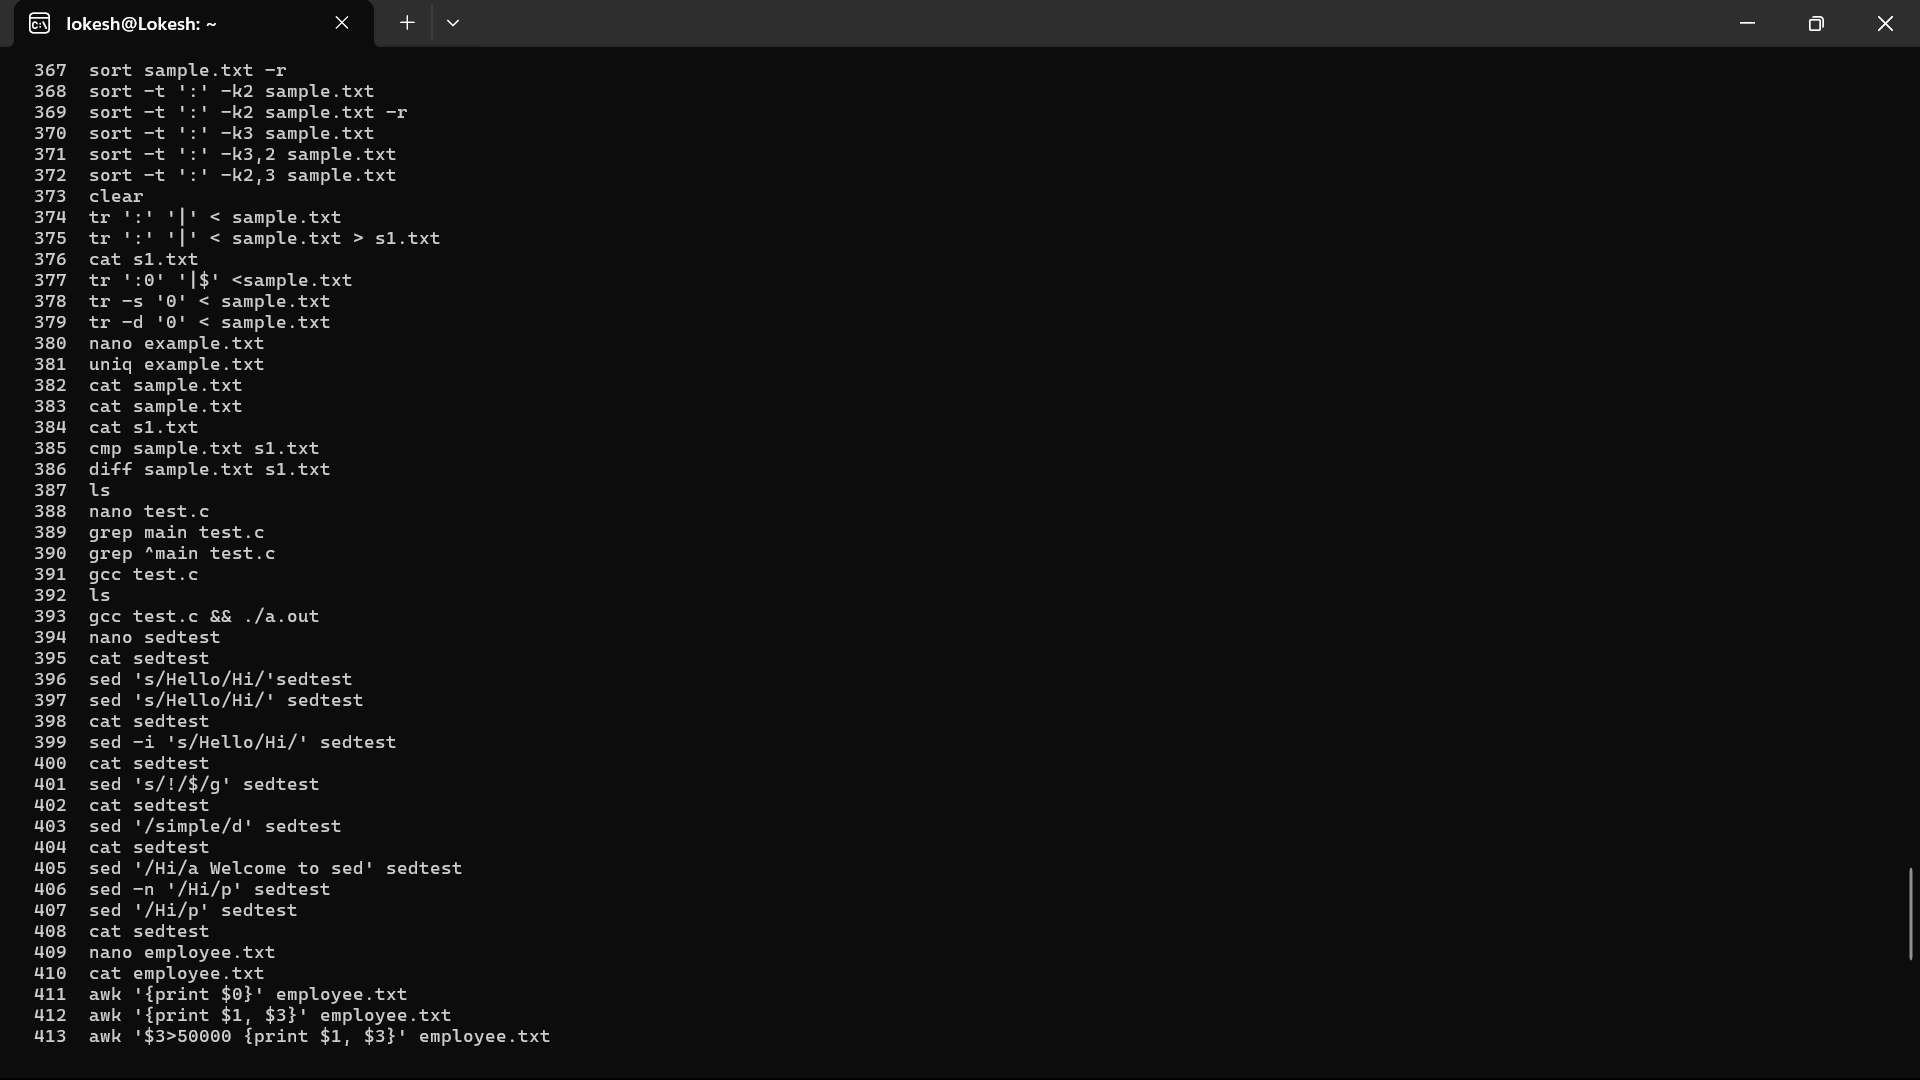 lokesh@Lokesh: ~
367 sort sample.txt -r
368 sort -t ':' -k2 sample.txt
369 sort -t ':' -k2 sample.txt -r
370 sort -t ':' -k3 sample.txt
371 sort -t ':' -k3,2 sample.txt
372 sort -t ':' -k2,3 sample.txt
373 clear
374 tr ':' '|' < sample.txt
375 tr ':' '|' < sample.txt > s1.txt
376 cat s1.txt
377 tr ':0' '|$' <sample.txt
378 tr -s '0' < sample.txt
379 tr -d '0' < sample.txt
380 nano example.txt
381 uniq example.txt
382 cat sample.txt
383 cat sample.txt
384 cat s1.txt
385 cmp sample.txt s1.txt
386 diff sample.txt s1.txt
387 ls
388 nano test.c
389 grep main test.c
390 grep ^main test.c
391 gcc test.c
392 ls
393 gcc test.c && ./a.out
394 nano sedtest
395 cat sedtest
396 sed 's/Hello/Hi/'sedtest
397 sed 's/Hello/Hi/' sedtest
398 cat sedtest
399 sed -i 's/Hello/Hi/' sedtest
400 cat sedtest
401 sed 's/!/$/g' sedtest
402 cat sedtest
403 sed '/simple/d' sedtest
404 cat sedtest
405 sed '/Hi/a Welcome to sed' sedtest
406 sed -n '/Hi/p' sedtest
407 sed '/Hi/p' sedtest
408 cat sedtest
409 nano employee.txt
410 cat employee.txt
411 awk '{print $0}' employee.txt
412 awk '{print $1, $3}' employee.txt
413 awk '$3>50000 {print $1, $3}' employee.txt